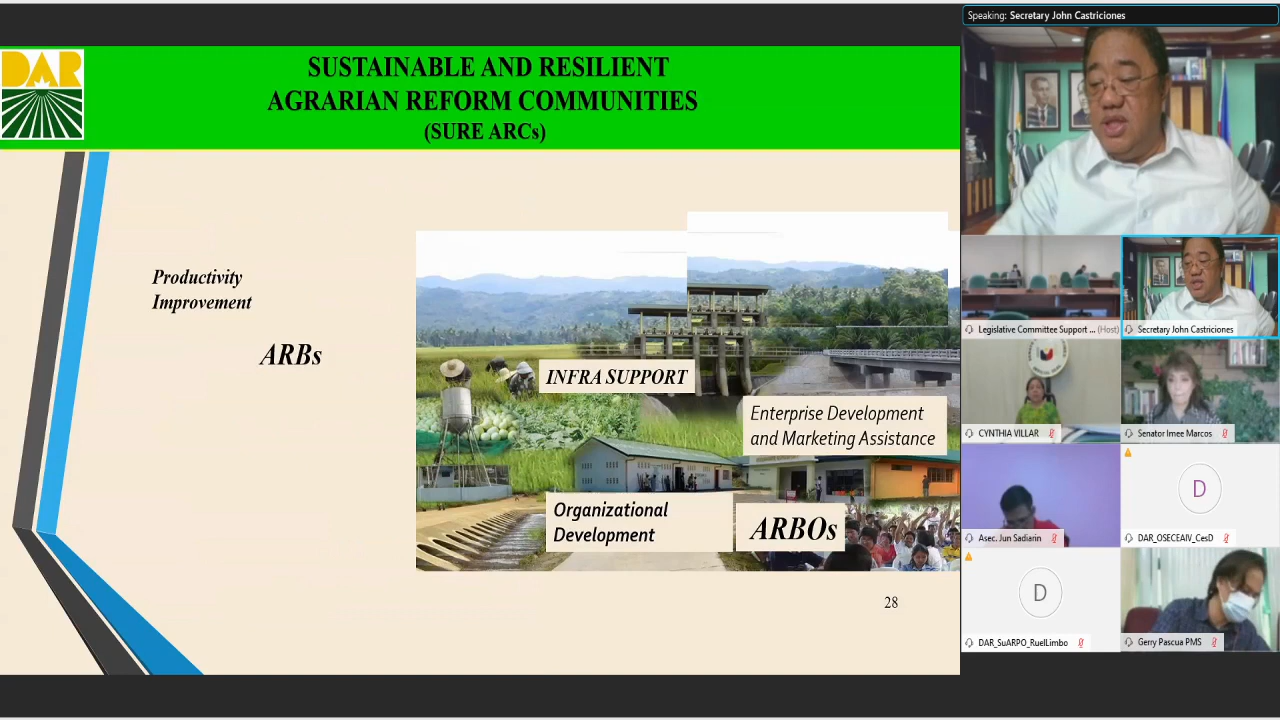 Speaking: Secretary John Castriciones
DAR
SUSTAINABLE AND RESILIENT
AGRARIAN REFORM COMMUNITIES
(SURE ARCs)
Productivity
Improvement
ARBs
INFRA SUPPORT
Enterprise Development
and Marketing Assistance
Organizational
Development
ARBOs
28
Legislative Committee Support ... (Host)
Secretary John Castriciones
CYNTHIA VILLAR
Senator Imee Marcos
Asec. Jun Sadiarin
D
DAR_OSECEAIV_CesD
D
DAR_SuARPO_RuelLimbo
Gerry Pascua PMS